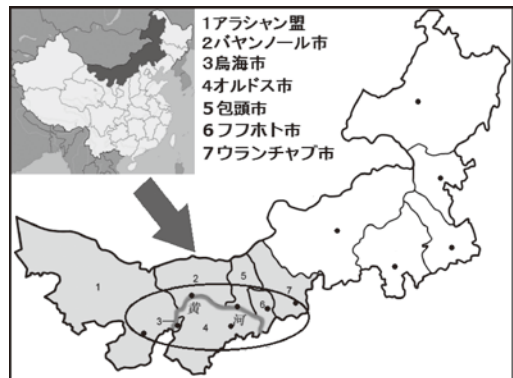 1アラシャン盟
2バヤンノール市
3烏海市
4オルドス市
5包頭市
6フフホト市
7ウランチャブ市
1
2
5
7
黄
6
3
4
河